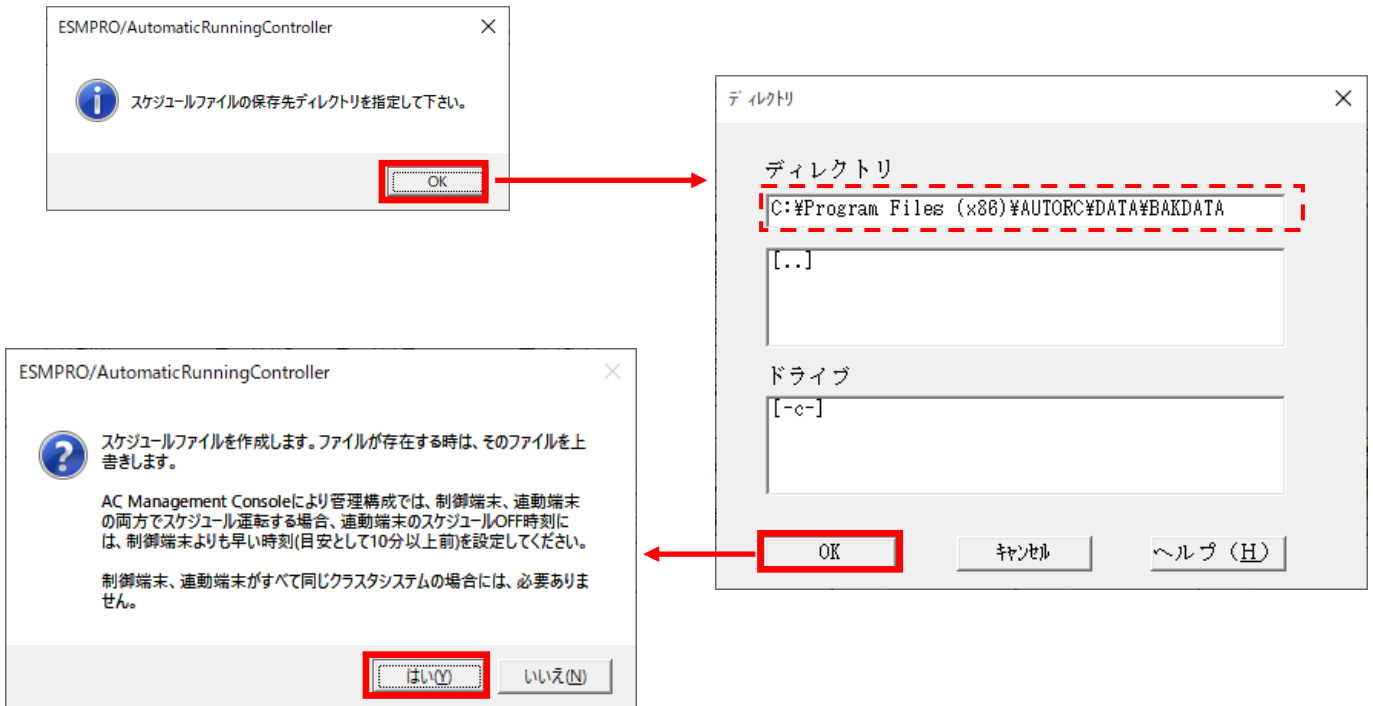 ESMPRO/AutomaticRunningController
スケジュールファイルの保存先ディレクトリを指定して下さい。
OK
ディレクトリ
ディレクトリ
C:¥Program Files (x86)¥AUTORC¥DATA¥BAKDATA
[..]
ドライブ
[-c-]
OK
キャンセル
ヘルプ(H)
ESMPRO/AutomaticRunningController
スケジュールファイルを作成します。ファイルが存在する時は、そのファイルを上
書きします。
AC Management Consoleにより管理構成では、制御端末、連動端末
の両方でスケジュール運転する場合、連動端末のスケジュールOFF時刻に
は、制御端末よりも早い時刻(目安として10分以上前)を設定してください。
制御端末、連動端末がすべて同じクラスタシステムの場合には、必要ありま
せん。
はい(Y)
いいえ(N)